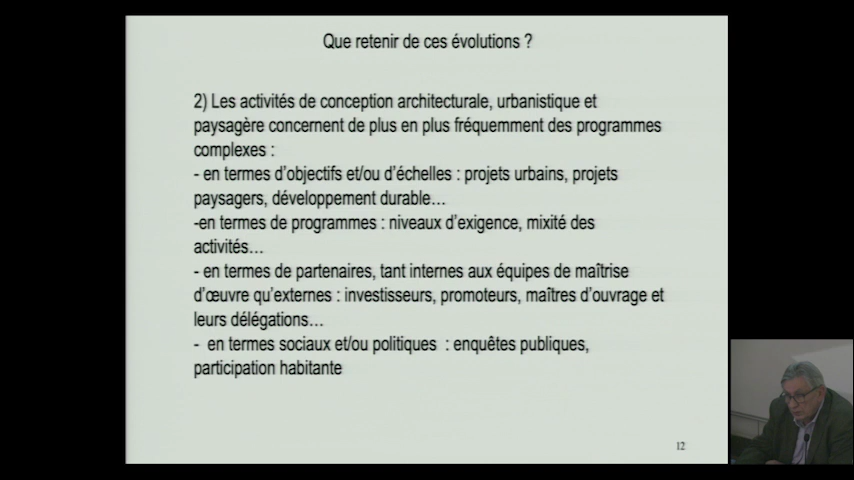 Que retenir de ces évolutions ?
2) Les activités de conception architecturale, urbanistique et
paysagère concernent de plus en plus fréquemment des programmes
complexes :
- en termes d'objectifs et/ou d'échelles : projets urbains, projets
paysagers, développement durable…
-en termes de programmes : niveaux d'exigence, mixité des
activités…
- en termes de partenaires, tant internes aux équipes de maîtrise
d'œuvre qu'externes : investisseurs, promoteurs, maîtres d'ouvrage et
leurs délégations…
- en termes sociaux et/ou politiques : enquêtes publiques,
participation habitante
12